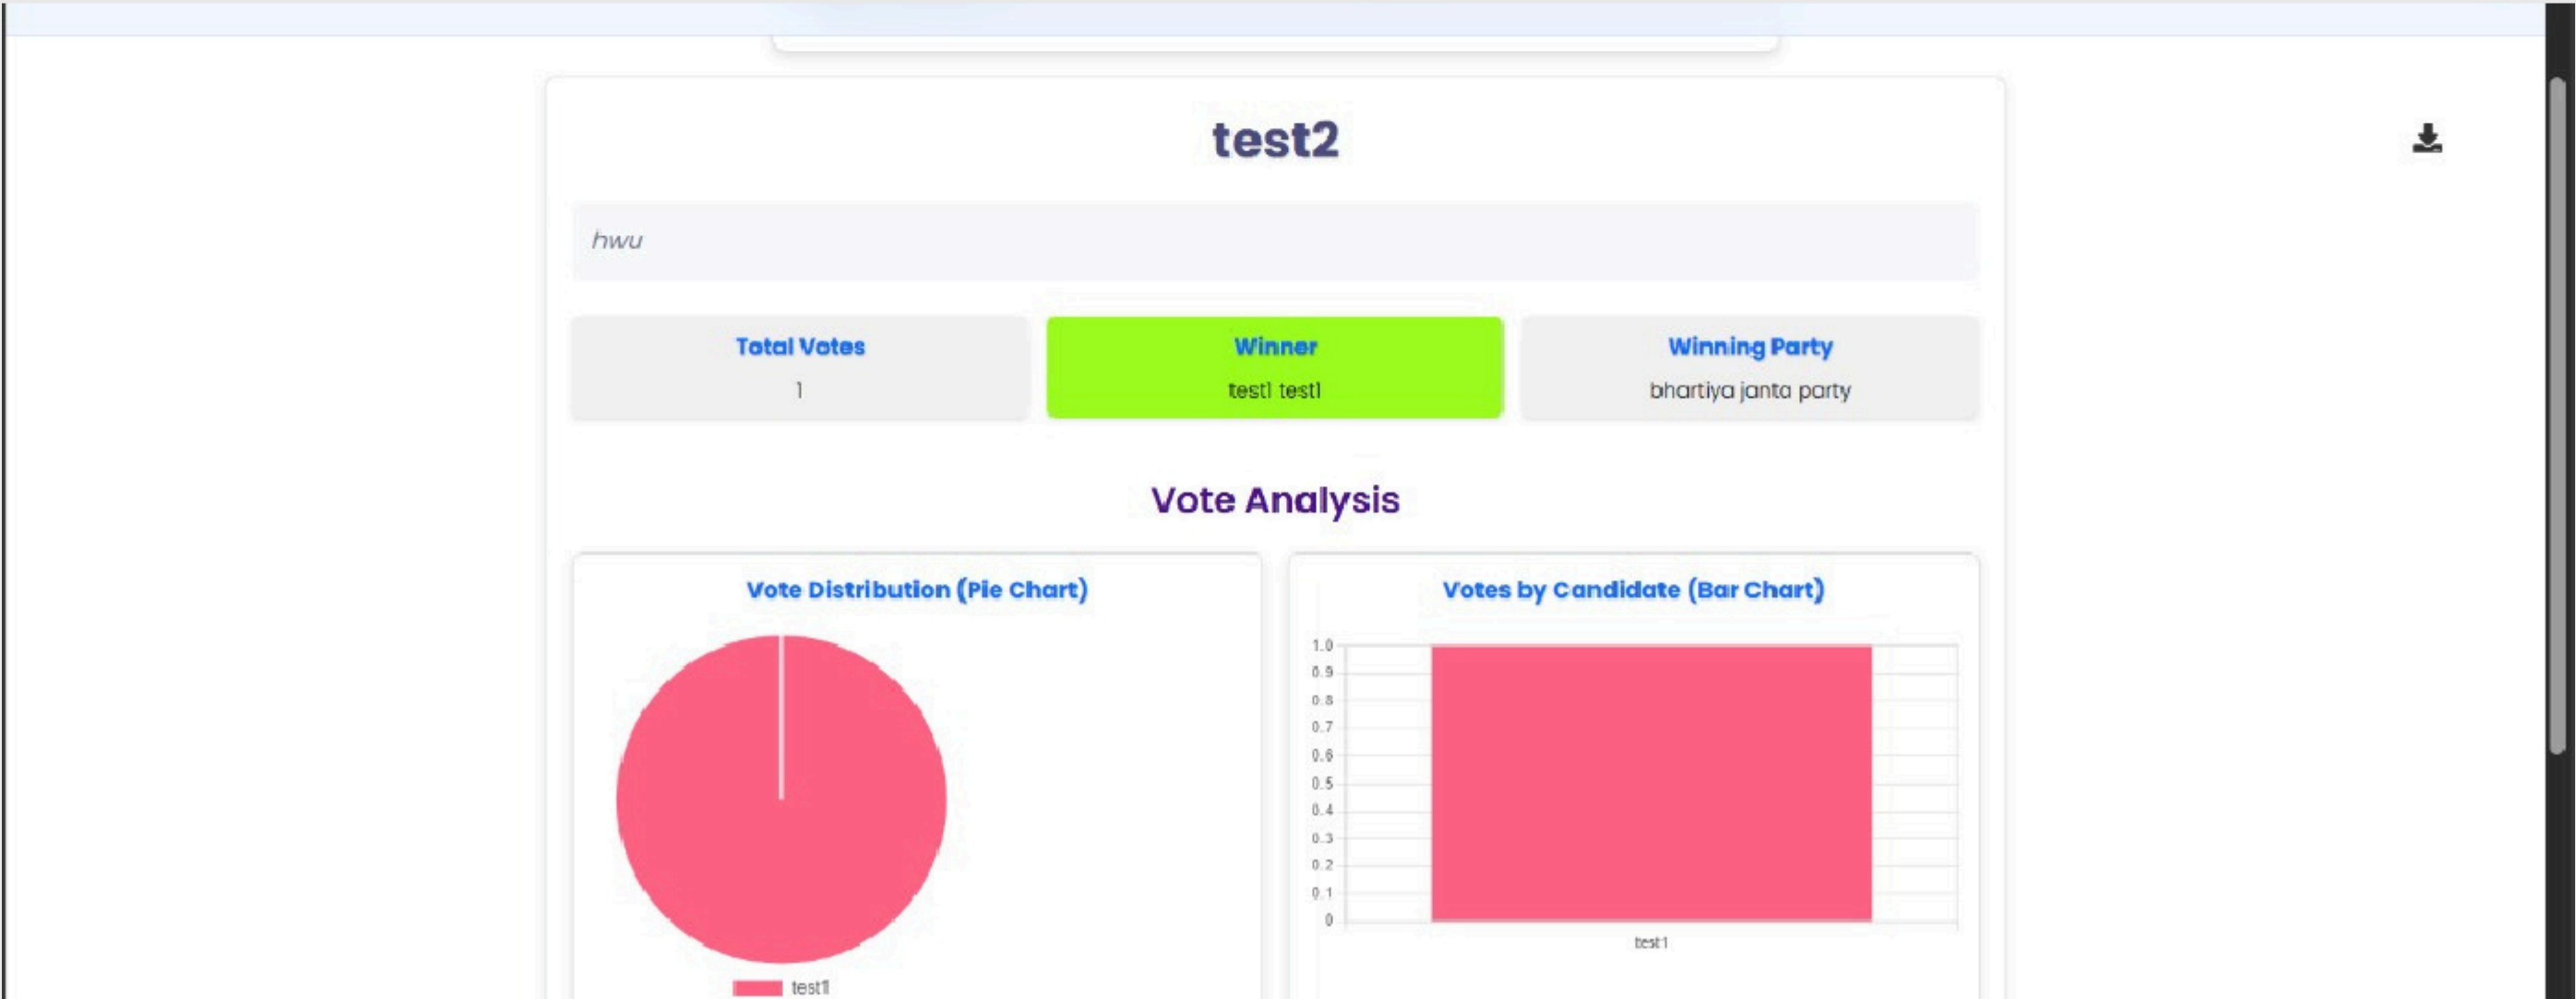 test2
hwu
Total Votes
1
Winner
test1 test1
Winning Party
bhartiya janta party
Vote Analysis
Vote Distribution (Pie Chart)
test1
Votes by Candidate (Bar Chart)
1.0
0.9
0.8
0.7
0.6
0.5
0.4
0.3
0.2
0.1
0
test1